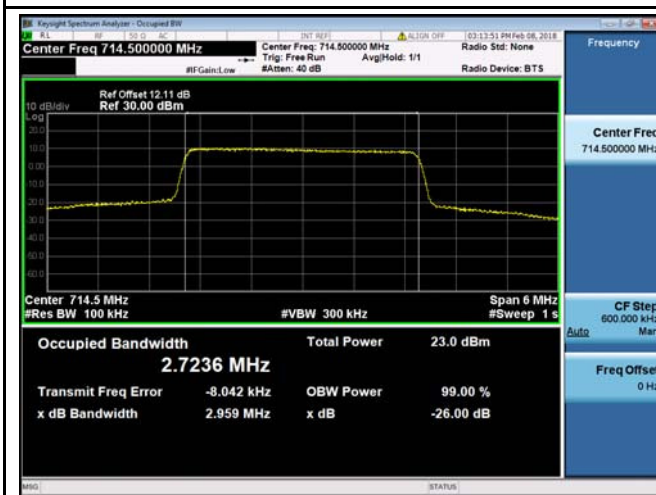 Keysight Spectrum Analyzer - Occupied BW
RL RF 50 Ω AC INT REF ALIGN OFF 03:13:51 PM Feb 08, 2018
Center Freq 714.500000 MHz
Center Freq: 714.500000 MHz
Radio Std: None
Trig: Free Run Avg|Hold: 1/1
#IFGain:Low #Atten: 40 dB Radio Device: BTS
Frequency
Ref Offset 12.11 dB
10 dB/div Ref 30.00 dBm
Log
20.0
10.0
0.00
10.0
20.0
30.0
40.0
50.0
60.0
Center Freq
714.500000 MHz
Center 714.5 MHz Span 6 MHz
#Res BW 100 kHz #VBW 300 kHz #Sweep 1 s
CF Step
600.000 kHz
Auto Man
Occupied Bandwidth Total Power 23.0 dBm
2.7236 MHz
Transmit Freq Error -8.042 kHz OBW Power 99.00 %
x dB Bandwidth 2.959 MHz x dB -26.00 dB
Freq Offset
0 Hz
MSG STATUS